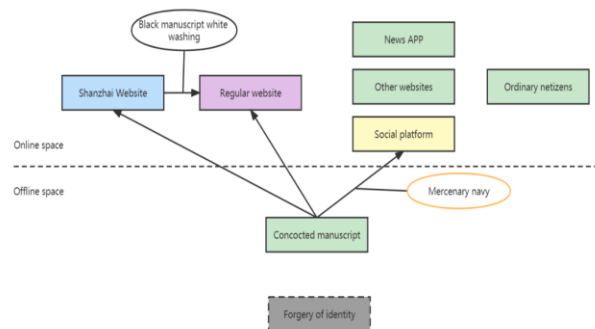 Black manuscript white
washing
News APP
Shanzhai Website
Regular website
Other websites
Ordinary netizens
Social platform
Online space
Offline space
Mercenary navy
Concocted manuscript
Forgery of identity